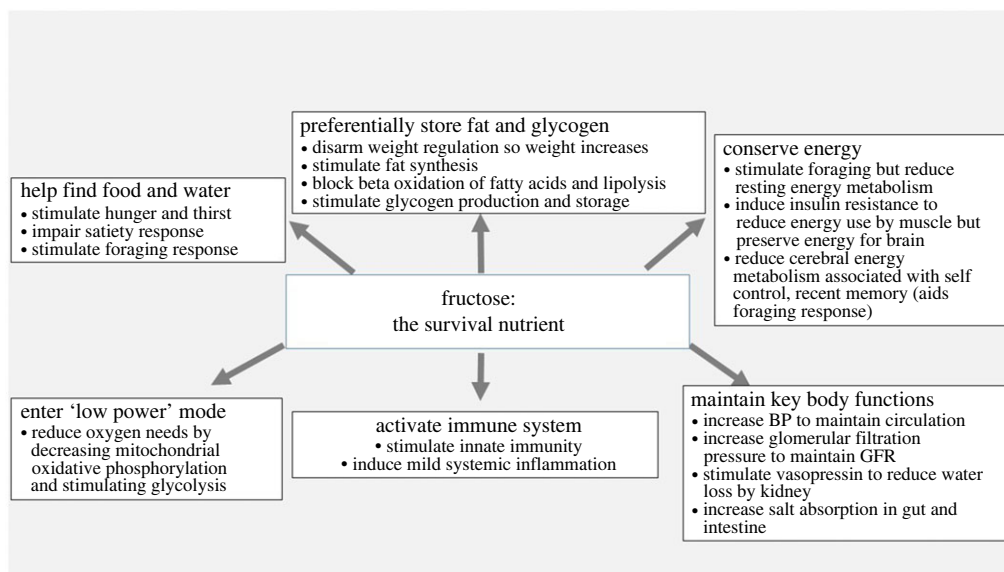 preferentially store fat and glycogen
• disarm weight regulation so weight increases
• stimulate fat synthesis
• block beta oxidation of fatty acids and lipolysis
• stimulate glycogen production and storage
conserve energy
• stimulate foraging but reduce
resting energy metabolism
• induce insulin resistance to
reduce energy use by muscle but
preserve energy for brain
• reduce cerebral energy
metabolism associated with self
control, recent memory (aids
foraging response)
help find food and water
• stimulate hunger and thirst
• impair satiety response
• stimulate foraging response
fructose:
the survival nutrient
enter ‘low power’ mode
• reduce oxygen needs by
decreasing mitochondrial
oxidative phosphorylation
and stimulating glycolysis
activate immune system
• stimulate innate immunity
• induce mild systemic inflammation
maintain key body functions
• increase BP to maintain circulation
• increase glomerular filtration
pressure to maintain GFR
• stimulate vasopressin to reduce water
loss by kidney
• increase salt absorption in gut and
intestine